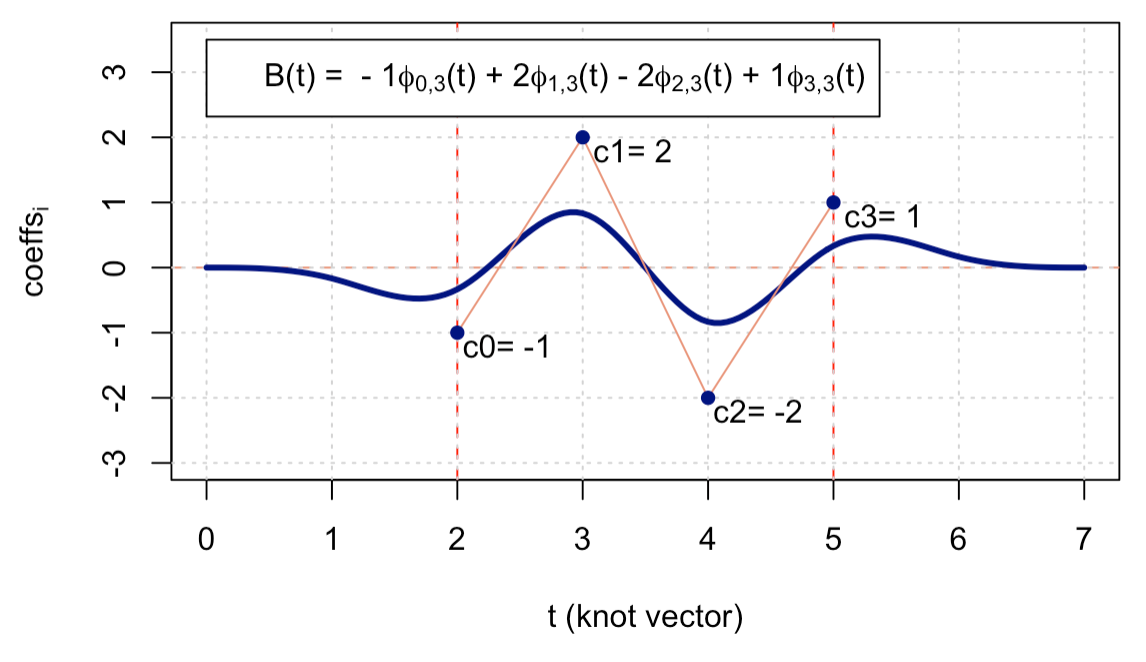 B(t) =  - 1ϕ₀,₃(t) + 2ϕ₁,₃(t) - 2ϕ₂,₃(t) + 1ϕ₃,₃(t)
3
2
1
0
-1
-2
-3
coeffsᵢ
c1= 2
c3= 1
c0= -1
c2= -2
0 1 2 3 4 5 6 7
t (knot vector)